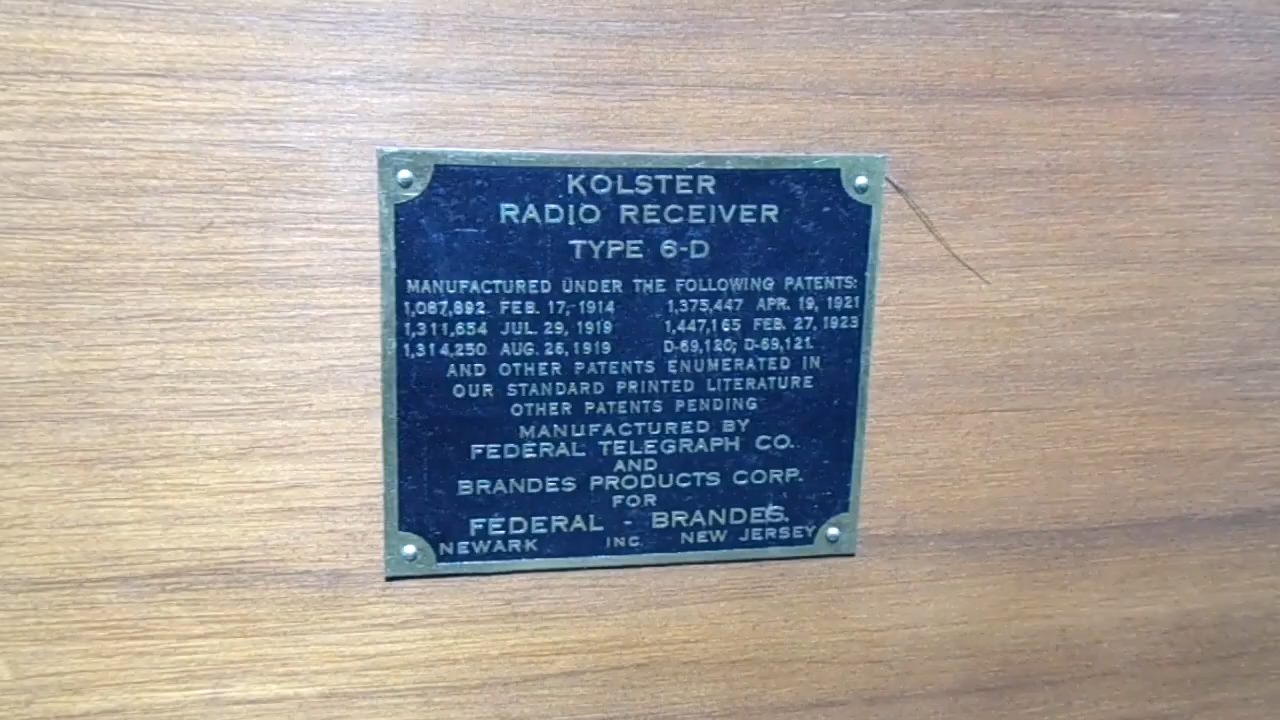 KOLSTER
RADIO RECEIVER
TYPE 6-D
MANUFACTURED UNDER THE FOLLOWING PATENTS:
1,087,892 FEB. 17, 1914 1,375,447 APR. 19, 1921
1,311,654 JUL. 29, 1919 1,447,165 FEB. 27, 1923
1,314,250 AUG. 26, 1919 D-69,120; D-69,121.
AND OTHER PATENTS ENUMERATED IN
OUR STANDARD PRINTED LITERATURE
OTHER PATENTS PENDING
MANUFACTURED BY
FEDERAL TELEGRAPH CO.
AND
BRANDES PRODUCTS CORP.
FOR
FEDERAL - BRANDES.
NEWARK INC. NEW JERSEY